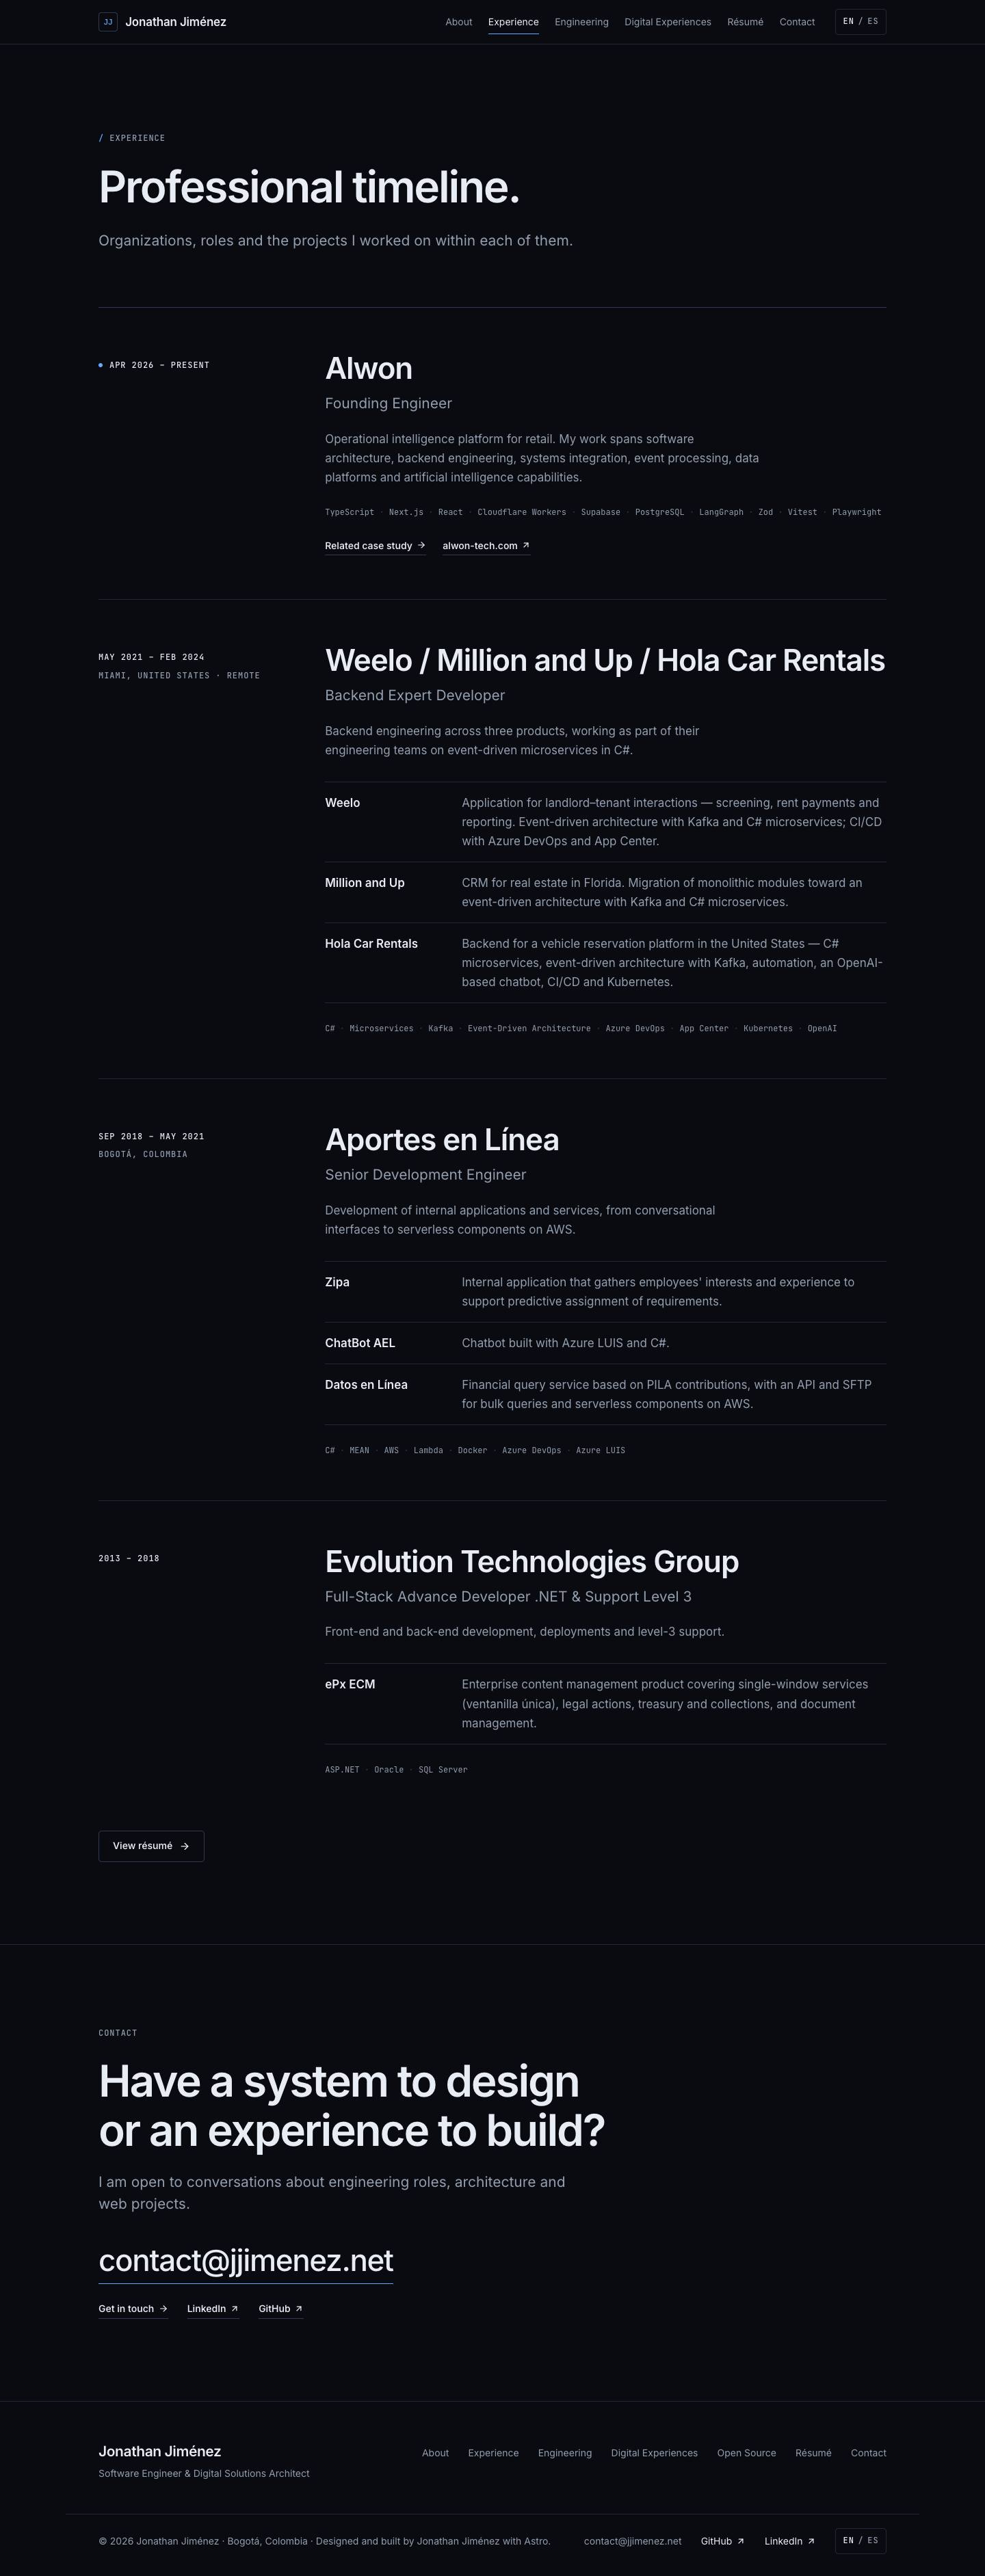 JJ Jonathan Jiménez About Experience Engineering Digital Experiences Résumé Contact EN / ES
/ EXPERIENCE
Professional timeline.
Organizations, roles and the projects I worked on within each of them.
APR 2026 – PRESENT
Alwon
Founding Engineer
Operational intelligence platform for retail. My work spans software
architecture, backend engineering, systems integration, event processing, data
platforms and artificial intelligence capabilities.
TypeScript · Next.js · React · Cloudflare Workers · Supabase · PostgreSQL · LangGraph · Zod · Vitest · Playwright
Related case study → alwon-tech.com ↗
MAY 2021 – FEB 2024
MIAMI, UNITED STATES · REMOTE
Weelo / Million and Up / Hola Car Rentals
Backend Expert Developer
Backend engineering across three products, working as part of their
engineering teams on event-driven microservices in C#.
Weelo
Application for landlord–tenant interactions — screening, rent payments and
reporting. Event-driven architecture with Kafka and C# microservices; CI/CD
with Azure DevOps and App Center.
Million and Up
CRM for real estate in Florida. Migration of monolithic modules toward an
event-driven architecture with Kafka and C# microservices.
Hola Car Rentals
Backend for a vehicle reservation platform in the United States — C#
microservices, event-driven architecture with Kafka, automation, an OpenAI-
based chatbot, CI/CD and Kubernetes.
C# · Microservices · Kafka · Event-Driven Architecture · Azure DevOps · App Center · Kubernetes · OpenAI
SEP 2018 – MAY 2021
BOGOTÁ, COLOMBIA
Aportes en Línea
Senior Development Engineer
Development of internal applications and services, from conversational
interfaces to serverless components on AWS.
Zipa
Internal application that gathers employees' interests and experience to
support predictive assignment of requirements.
ChatBot AEL
Chatbot built with Azure LUIS and C#.
Datos en Línea
Financial query service based on PILA contributions, with an API and SFTP
for bulk queries and serverless components on AWS.
C# · MEAN · AWS · Lambda · Docker · Azure DevOps · Azure LUIS
2013 – 2018
Evolution Technologies Group
Full-Stack Advance Developer .NET & Support Level 3
Front-end and back-end development, deployments and level-3 support.
ePx ECM
Enterprise content management product covering single-window services
(ventanilla única), legal actions, treasury and collections, and document
management.
ASP.NET · Oracle · SQL Server
View résumé →
CONTACT
Have a system to design
or an experience to build?
I am open to conversations about engineering roles, architecture and
web projects.
contact@jjimenez.net
Get in touch → LinkedIn ↗ GitHub ↗
Jonathan Jiménez
Software Engineer & Digital Solutions Architect
About Experience Engineering Digital Experiences Open Source Résumé Contact
© 2026 Jonathan Jiménez · Bogotá, Colombia · Designed and built by Jonathan Jiménez with Astro. contact@jjimenez.net GitHub ↗ LinkedIn ↗ EN / ES